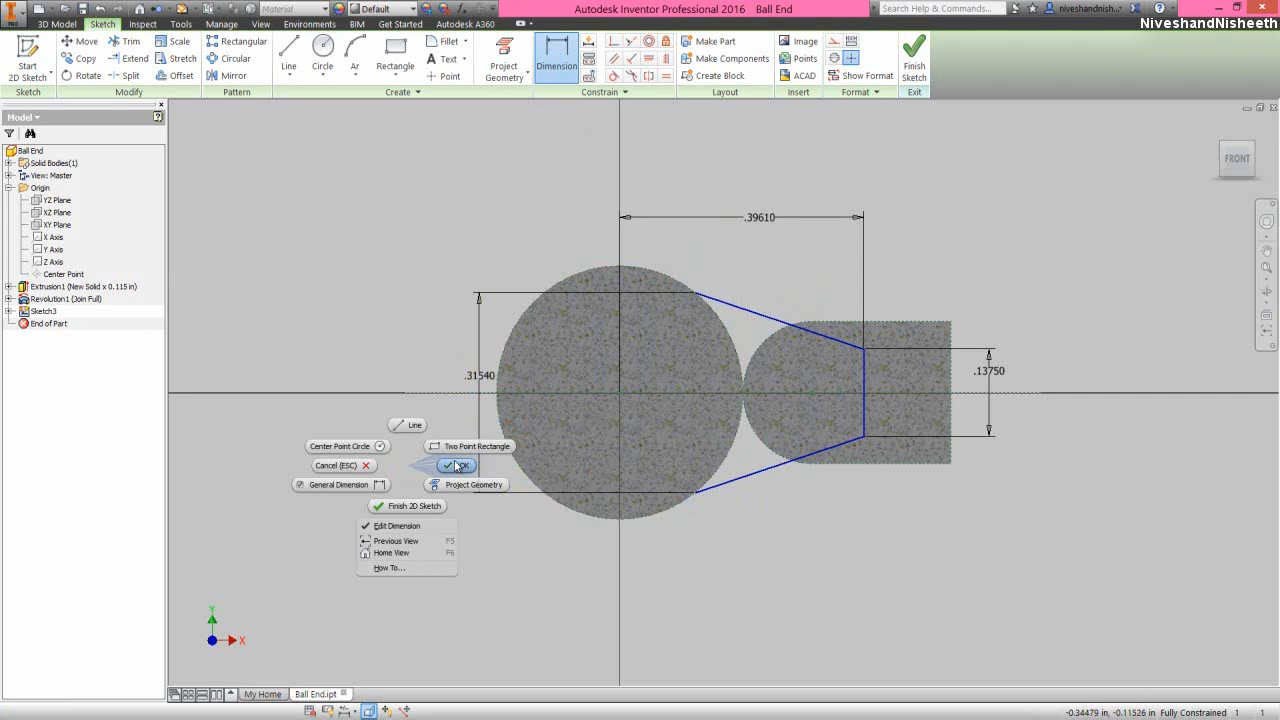 Material
Default
Autodesk Inventor Professional 2016 Ball End
Search Help & Commands...
niveshandnishe...
NiveshandNisheeth
3D Model
Sketch
Inspect
Tools
Manage
View
Environments
BIM
Get Started
Autodesk A360
PRO
Move
Trim
Scale
Rectangular
Fillet
Make Part
Image
Stretch
Circular
Text
Make Components
Points
Rotate
Split
Offset
Mirror
Point
Create Block
ACAD
Show Format
Start
2D Sketch
Line
Circle
Arc
Rectangle
Project
Geometry
Dimension
Finish
Sketch
Sketch
Modify
Pattern
Create
Constrain
Layout
Insert
Format
Exit
Model
Ball End
Solid Bodies(1)
View: Master
Origin
YZ Plane
XZ Plane
XY Plane
X Axis
Y Axis
Z Axis
Center Point
Extrusion1 (New Solid x 0.115 in)
Revolution1 (Join Full)
Sketch3
End of Part
FRONT
.39610
.31540
.13750
Line
Center Point Circle
Two Point Rectangle
Cancel (ESC)
OK
General Dimension
Project Geometry
Finish 2D Sketch
Edit Dimension
Previous View F5
Home View F6
How To...
Y
X
My Home
Ball End.ipt
-0.34479 in, -0.11526 in Fully Constrained 1 1